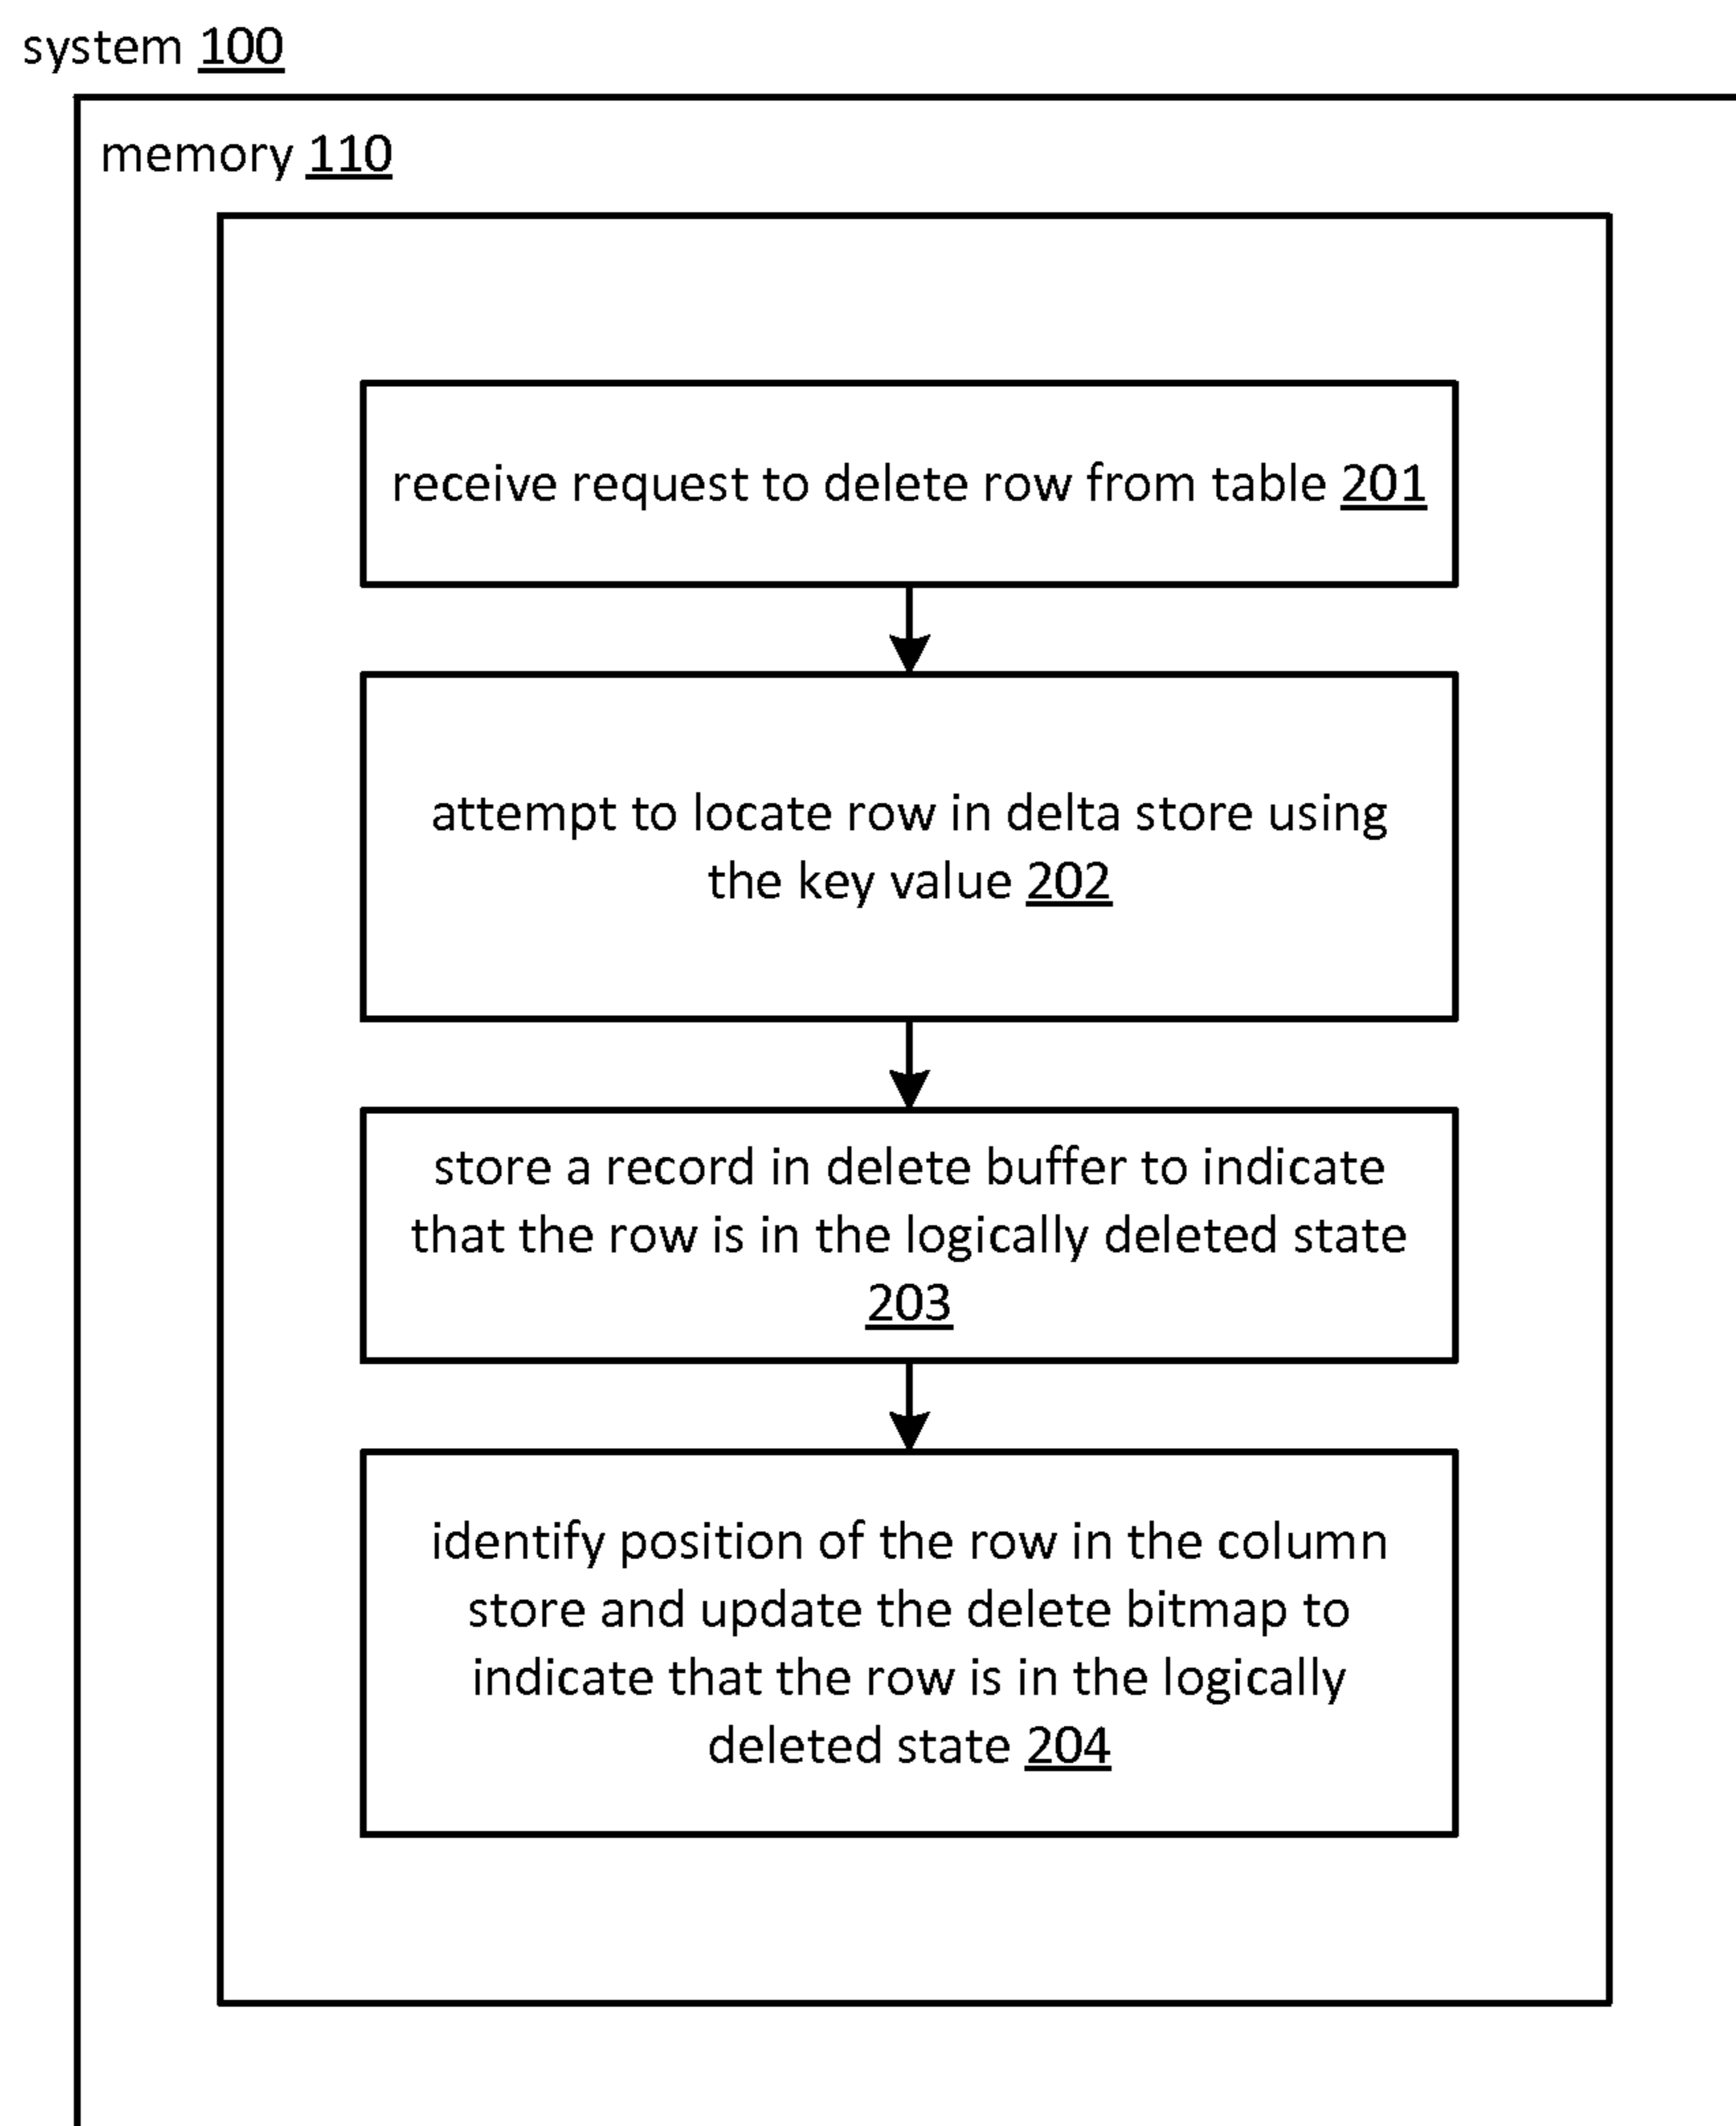 system 100
memory 110
receive request to delete row from table 201
attempt to locate row in delta store using
the key value 202
store a record in delete buffer to indicate
that the row is in the logically deleted state
203
identify position of the row in the column
store and update the delete bitmap to
indicate that the row is in the logically
deleted state 204